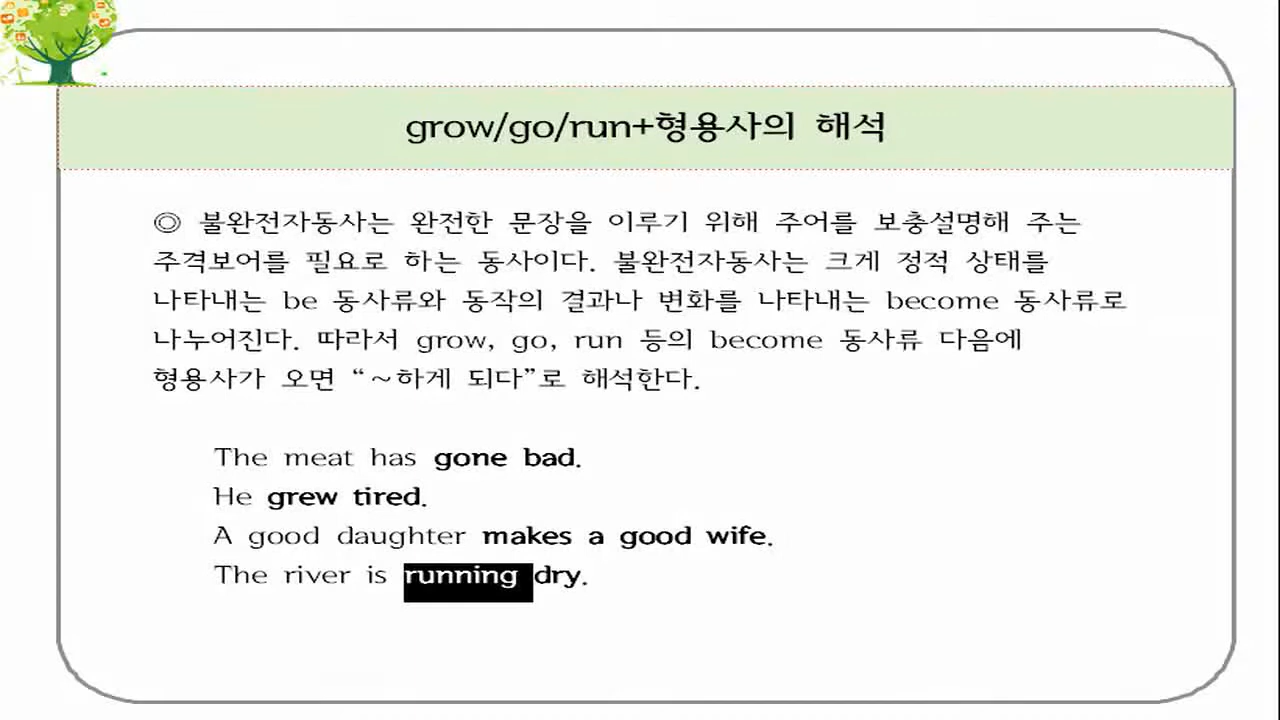 grow/go/run+형용사의 해석
◎ 불완전자동사는 완전한 문장을 이루기 위해 주어를 보충설명해 주는
주격보어를 필요로 하는 동사이다. 불완전자동사는 크게 정적 상태를
나타내는 be 동사류와 동작의 결과나 변화를 나타내는 become 동사류로
나누어진다. 따라서 grow, go, run 등의 become 동사류 다음에
형용사가 오면 “~하게 되다”로 해석한다.
The meat has gone bad.
He grew tired.
A good daughter makes a good wife.
The river is running dry.